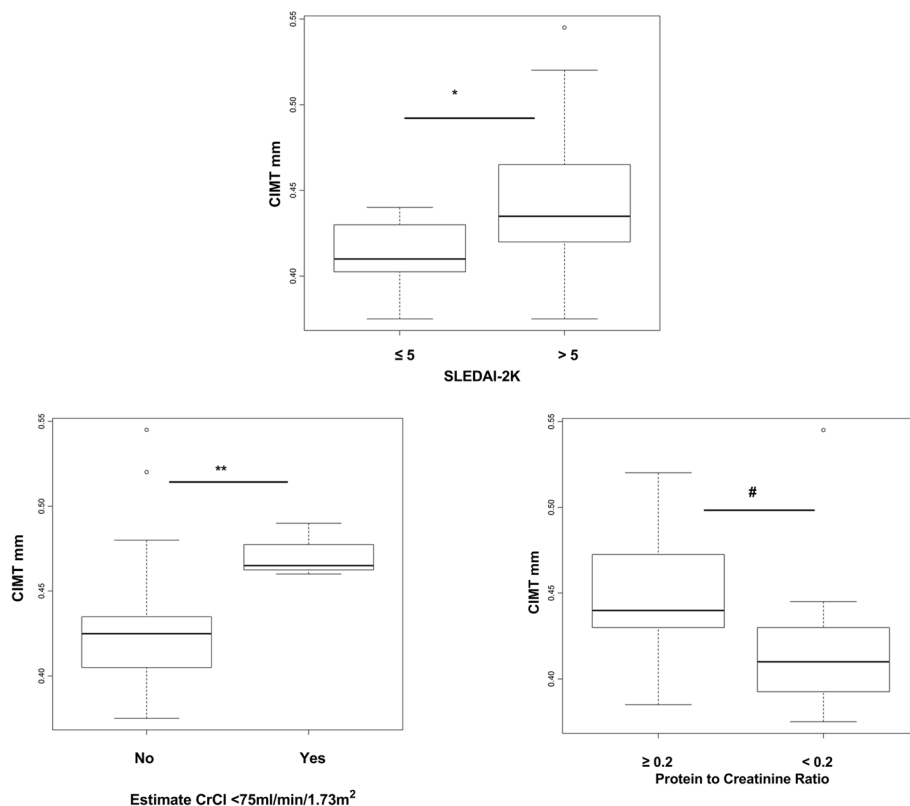 0.55
0.50
0.45
0.40
CIMT mm
*
≤ 5
> 5
SLEDAI-2K
0.55
0.50
0.45
0.40
CIMT mm
**
No
Yes
Estimate CrCl <75ml/min/1.73m²
0.55
0.50
0.45
0.40
CIMT mm
#
≥ 0.2
< 0.2
Protein to Creatinine Ratio